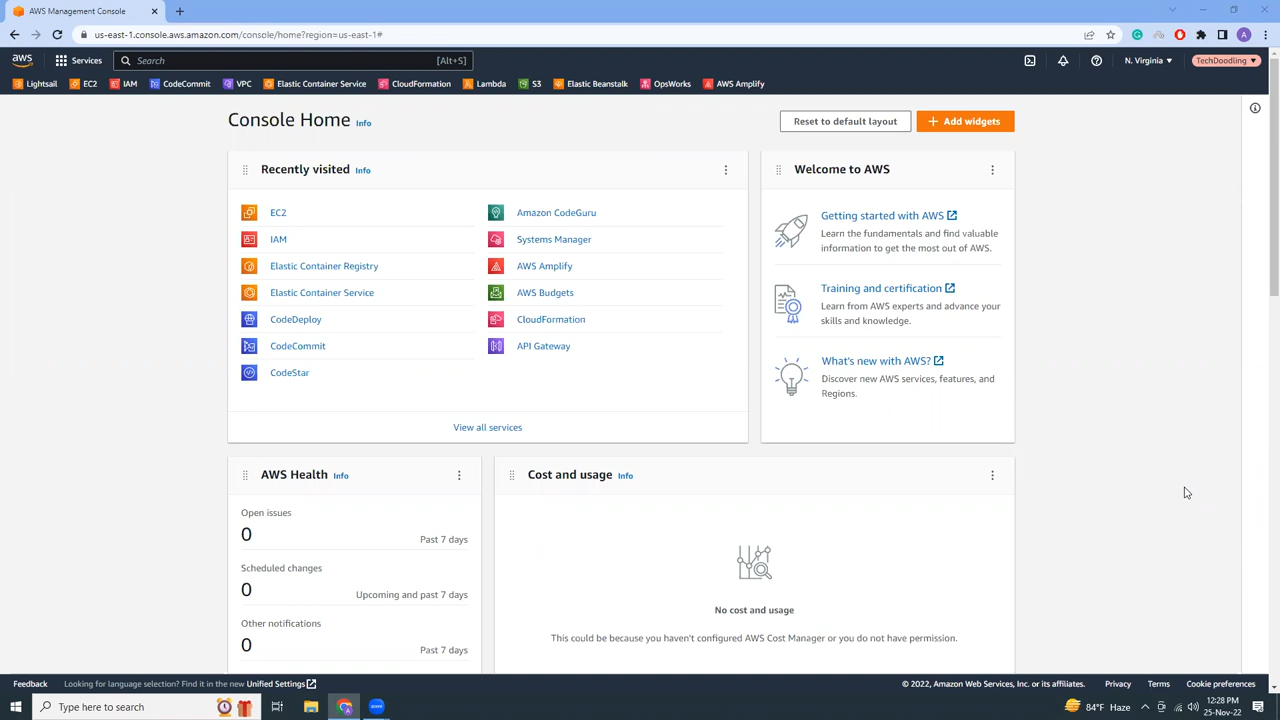 AWS Management Console
us-east-1.console.aws.amazon.com/console/home?region=us-east-1#
A
aws
Services
Search
[Alt+S]
N. Virginia
TechDoodling
Lightsail
EC2
IAM
CodeCommit
VPC
Elastic Container Service
CloudFormation
Lambda
S3
Elastic Beanstalk
OpsWorks
AWS Amplify
Console Home Info
Reset to default layout
Add widgets
Recently visited Info
EC2
IAM
Elastic Container Registry
Elastic Container Service
CodeDeploy
CodeCommit
CodeStar
Amazon CodeGuru
Systems Manager
AWS Amplify
AWS Budgets
CloudFormation
API Gateway
View all services
Welcome to AWS
Getting started with AWS
Learn the fundamentals and find valuable
information to get the most out of AWS.
Training and certification
Learn from AWS experts and advance your
skills and knowledge.
What's new with AWS?
Discover new AWS services, features, and
Regions.
AWS Health Info
Open issues
0
Past 7 days
Scheduled changes
0
Upcoming and past 7 days
Other notifications
0
Past 7 days
Cost and usage Info
No cost and usage
This could be because you haven't configured AWS Cost Manager or you do not have permission.
Feedback
Looking for language selection? Find it in the new Unified Settings
© 2022, Amazon Web Services, Inc. or its affiliates.
Privacy
Terms
Cookie preferences
Type here to search
zoom
84°F Haze
12:28 PM
25-Nov-22